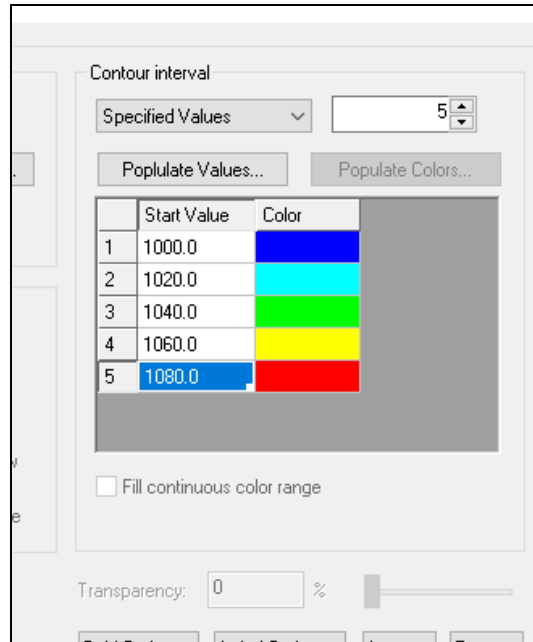 Contour interval
Specified Values 5
Poplulate Values... Populate Colors...
Start Value Color
1 1000.0
2 1020.0
3 1040.0
4 1060.0
5 1080.0
Fill continuous color range
Transparency: 0 %